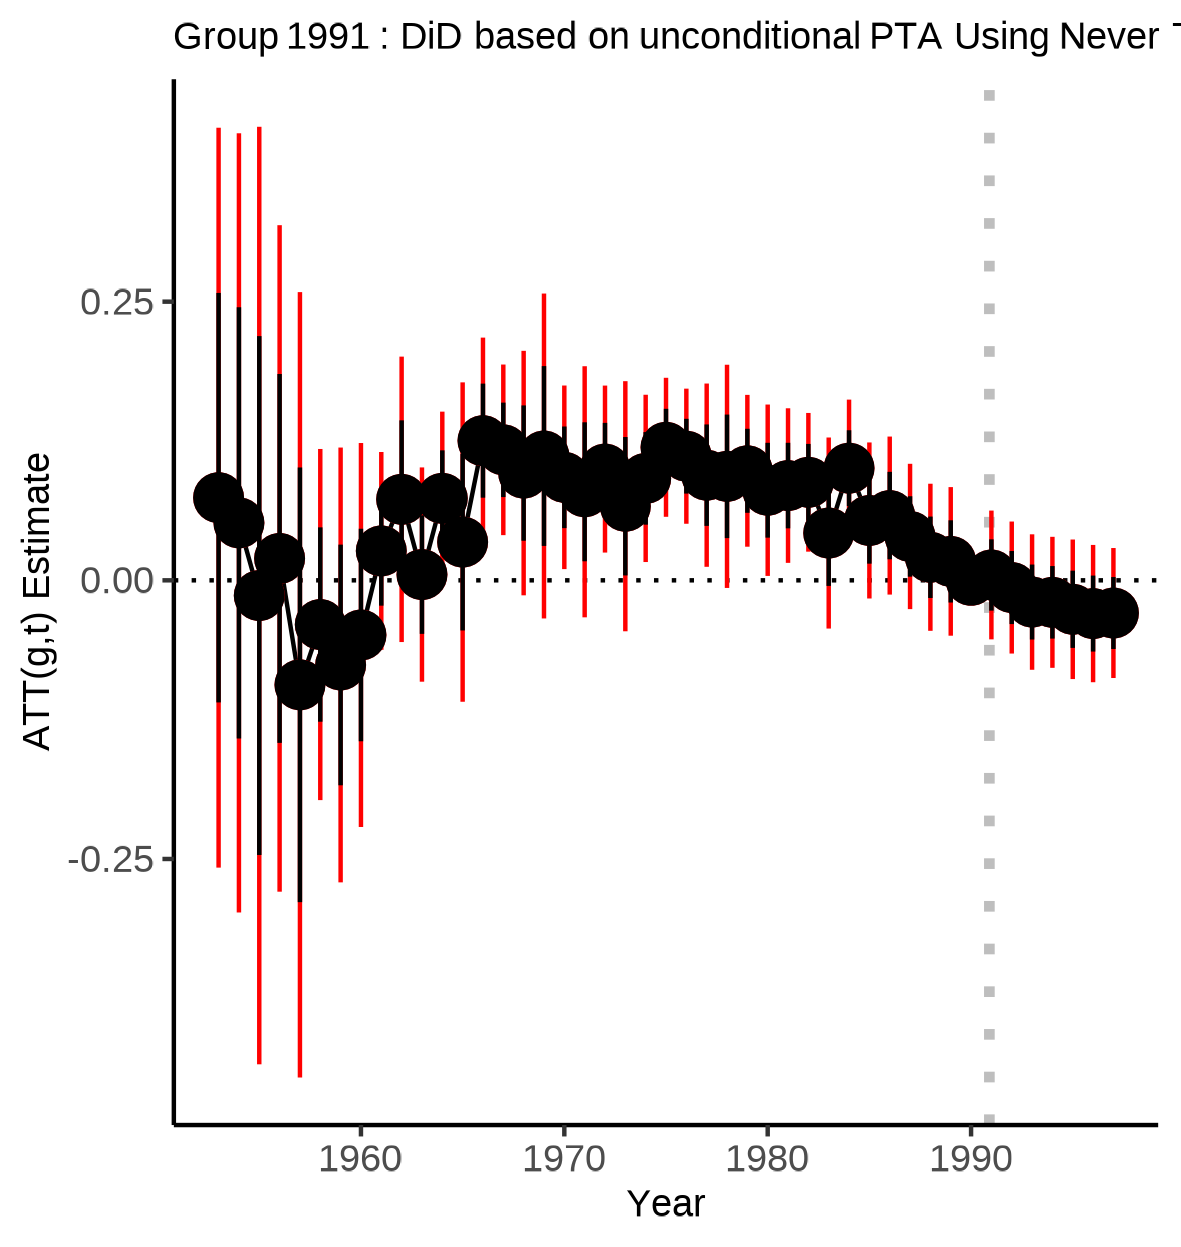 Group 1991 : DiD based on unconditional PTA Using Never
0.25
0.00
-0.25
ATT(g,t) Estimate
1960 1970 1980 1990
Year